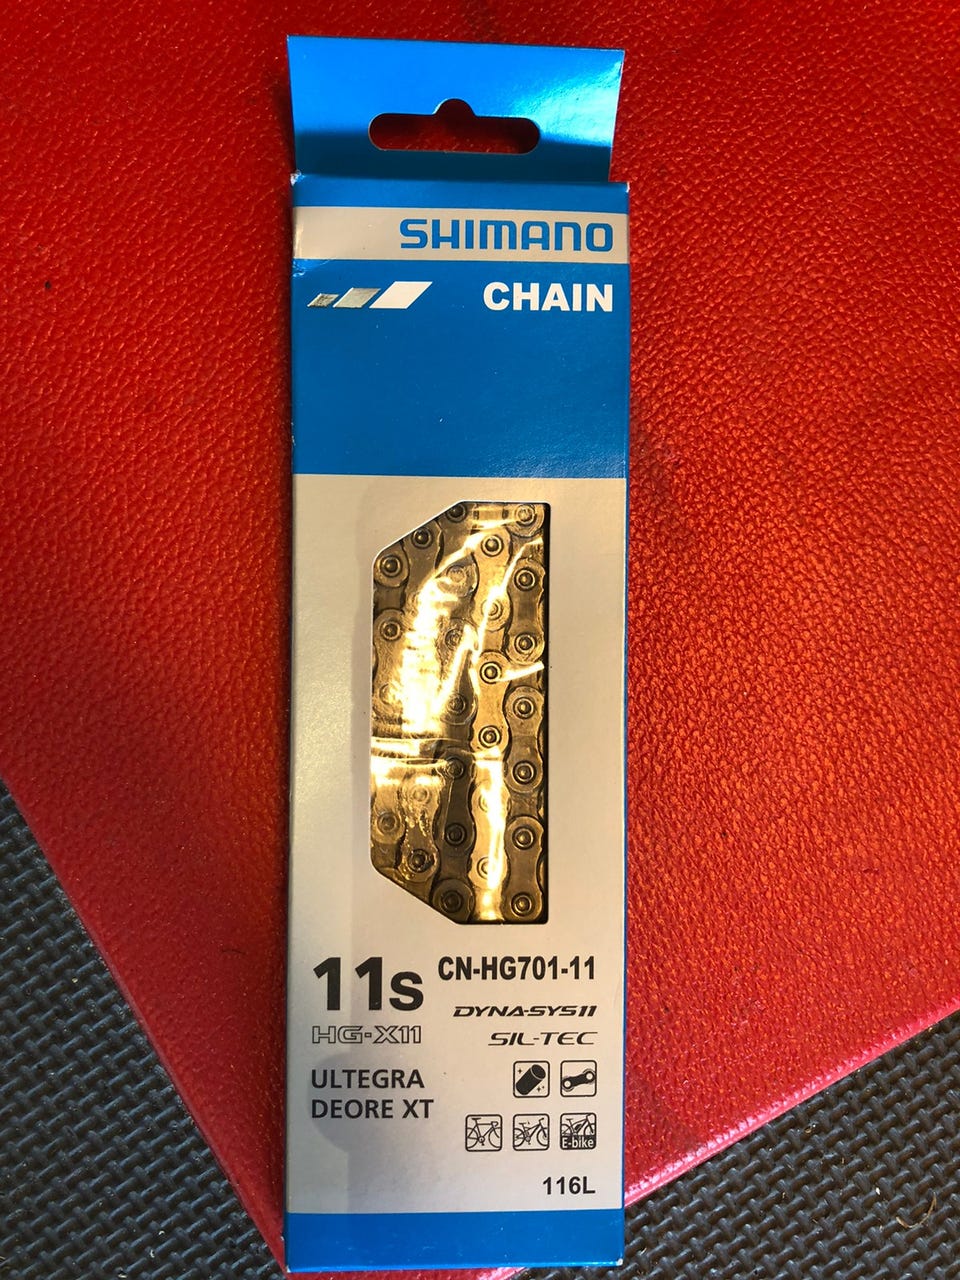 SHIMANO
CHAIN
11s
CN-HG701-11
HG-X11
DYNA-SYS11
SIL-TEC
ULTEGRA
DEORE XT
E-bike
116L